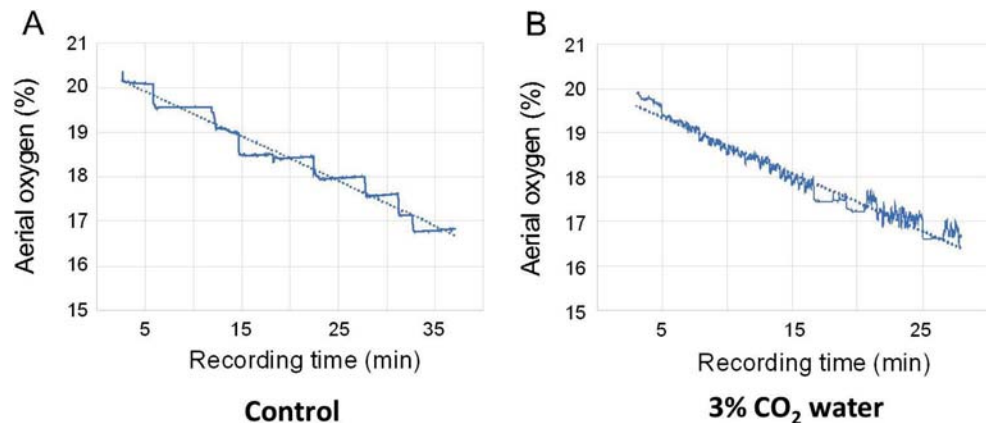 A
Aerial oxygen (%)
21
20
19
18
17
16
15
5 15 25 35
Recording time (min)
Control
B
Aerial oxygen (%)
21
20
19
18
17
16
15
5 15 25
Recording time (min)
3% CO₂ water